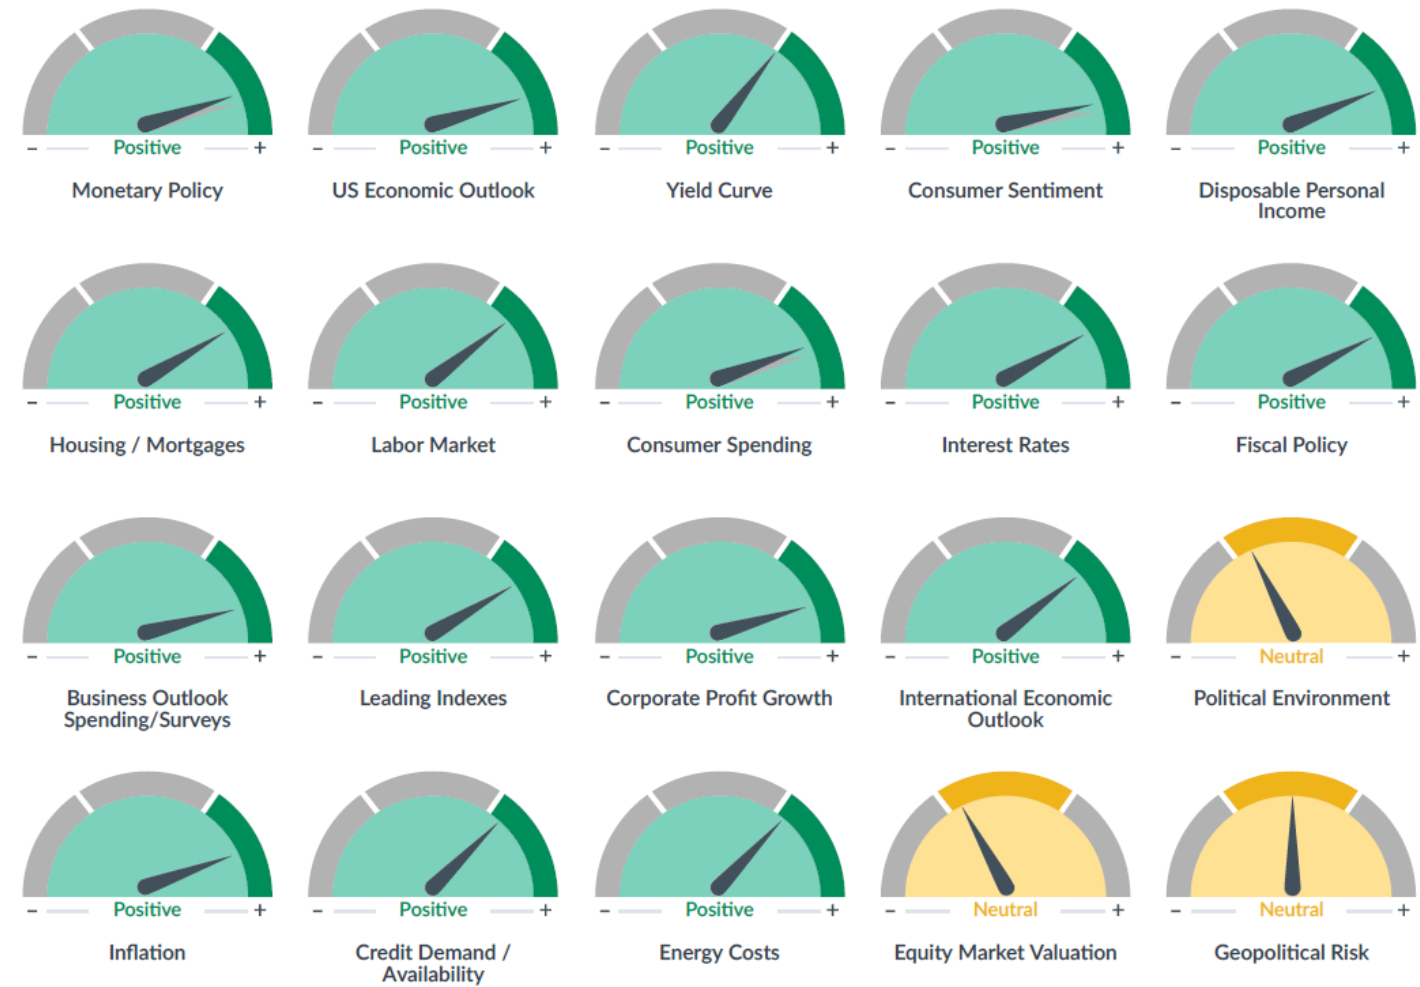 - Positive +
- Positive +
- Positive +
- Positive +
- Positive +
Monetary Policy
US Economic Outlook
Yield Curve
Consumer Sentiment
Disposable Personal
Income
- Positive +
- Positive +
- Positive +
- Positive +
- Positive +
Housing / Mortgages
Labor Market
Consumer Spending
Interest Rates
Fiscal Policy
- Positive +
- Positive +
- Positive +
- Positive +
- Neutral +
Business Outlook
Spending/Surveys
Leading Indexes
Corporate Profit Growth
International Economic
Outlook
Political Environment
- Positive +
- Positive +
- Positive +
- Neutral +
- Neutral +
Inflation
Credit Demand /
Availability
Energy Costs
Equity Market Valuation
Geopolitical Risk